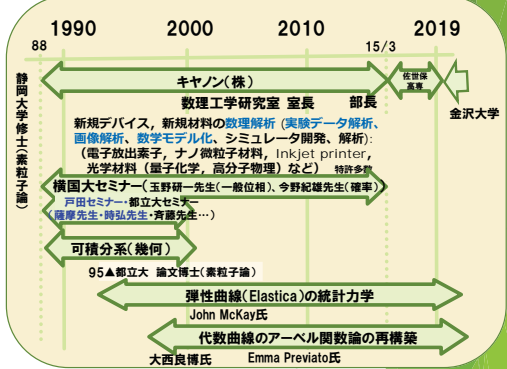 1990 2000 2010 2019
88 15/3
静岡大学修士(素粒子論)
キヤノン(株)
佐世保
高専
金沢大学
数理工学研究室 室長 部長
新規デバイス, 新規材料の数理解析 (実験データ解析、
画像解析、数学モデル化、シミュレータ開発、解析):
(電子放出素子, ナノ微粒子材料, Inkjet printer,
光学材料(量子化学, 高分子物理)など) 特許多数
横国大セミナー(玉野研一先生(一般位相)、今野紀雄先生(確率))
戸田セミナー・都立大セミナー
(薩摩先生・時弘先生・斉藤先生…)
可積分系(幾何)
95▲都立大 論文博士(素粒子論)
弾性曲線(Elastica)の統計力学
John McKay氏
代数曲線のアーベル関数論の再構築
大西良博氏 Emma Previato氏